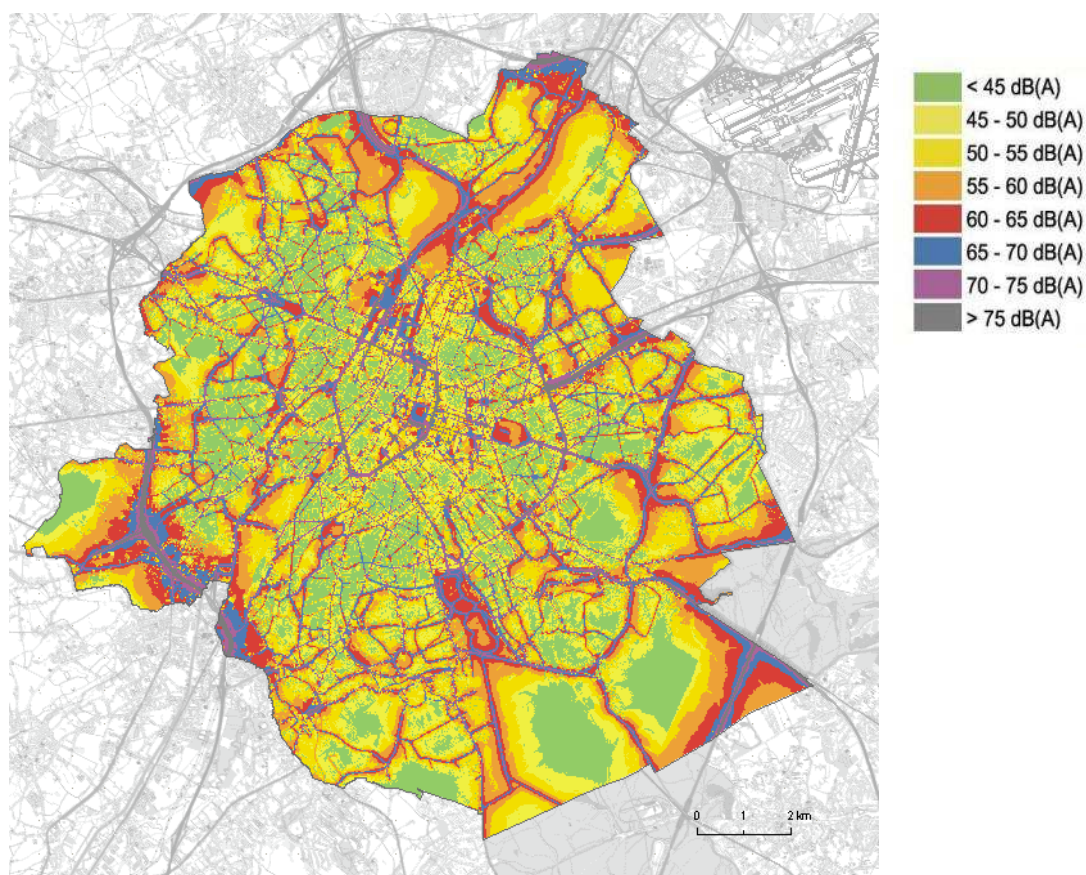 < 45 dB(A)
45 - 50 dB(A)
50 - 55 dB(A)
55 - 60 dB(A)
60 - 65 dB(A)
65 - 70 dB(A)
70 - 75 dB(A)
> 75 dB(A)
0 1 2 km